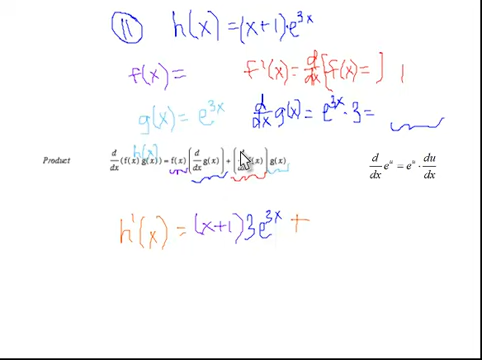 ⑪ h(x) = (x+1)·e^{3x}
f(x) = f'(x) = d/dx [f(x) = ] 1
g(x) = e^{3x} d/dx g(x) = e^{3x}·3 =
h(x)
Product d/dx (f(x) g(x)) = f(x) (d/dx g(x)) + (d/dx f(x)) g(x) d/dx e^u = e^u · du/dx
h'(x) = (x+1) 3e^{3x} +